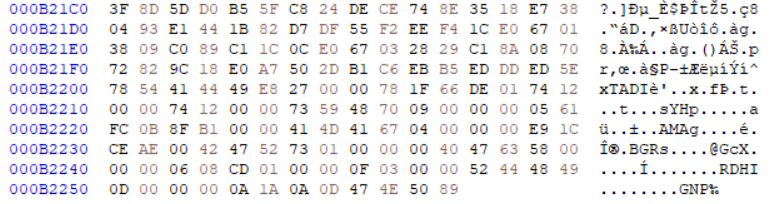 000B21C0 3F 8D 5D D0 B5 5F C8 24 DE CE 74 8E 35 18 E7 38 ?.]Ðµ_È$ÞÎtŽ5.ç8
000B21D0 04 93 E1 44 1B 82 D7 DF 55 F2 EE F4 1C E0 67 01 .“áD.‚×ßUòîô.àg.
000B21E0 38 09 C0 89 C1 1C 0C E0 67 03 28 29 C1 8A 08 70 8.À‰Á..àg.()ÁŠ.p
000B21F0 72 82 9C 18 E0 A7 50 2D B1 C6 EB B5 ED DD ED 5E r‚œ.à§P-±ÆëµíÝí^
000B2200 78 54 41 44 49 E8 27 00 00 78 1F 66 DE 01 74 12 xTADIè'..x.fÞ.t.
000B2210 00 00 74 12 00 00 73 59 48 70 09 00 00 00 05 61 ..t...sYHp.....a
000B2220 FC 0B 8F B1 00 00 41 4D 41 67 04 00 00 00 E9 1C ü..±..AMAg....é.
000B2230 CE AE 00 42 47 52 73 01 00 00 00 40 47 63 58 00 Î®.BGRs....@GcX.
000B2240 00 00 06 08 CD 01 00 00 0F 03 00 00 52 44 48 49 ....Í.......RDHI
000B2250 0D 00 00 00 0A 1A 0A 0D 47 4E 50 89 ........GNP‰